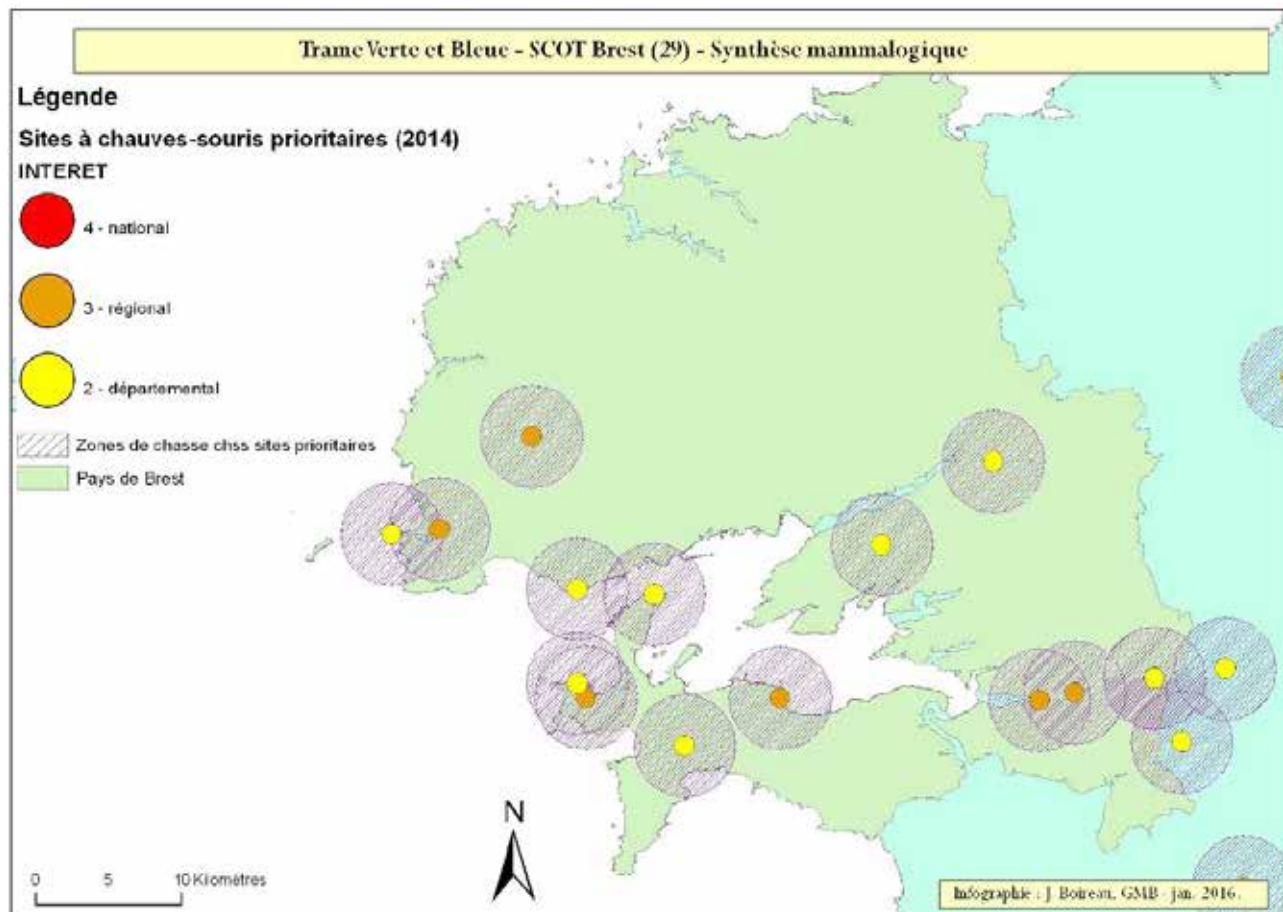 Trame Verte et Bleue - SCOT Brest (29) - Synthèse mammalogique
Légende
Sites à chauves-souris prioritaires (2014)
INTERET
4 - national
3 - régional
2 - départemental
Zones de chasse chss sites prioritaires
Pays de Brest
N
0 5 10 Kilomètres
Infographie : J. Boireau, GMB - jan. 2016.